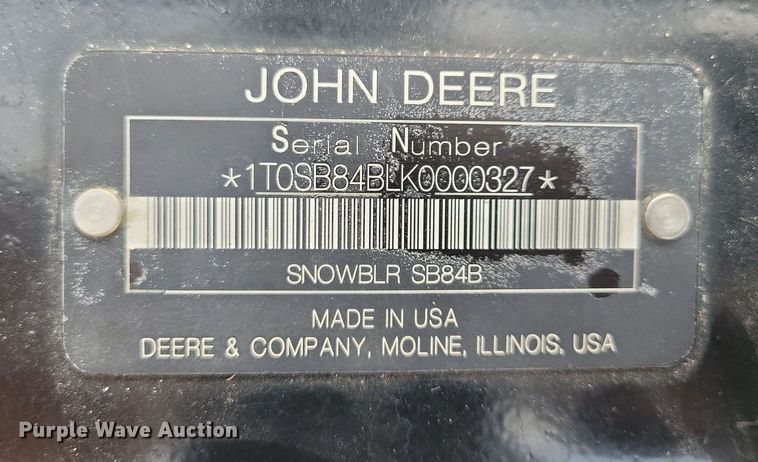 JOHN DEERE
Serial Number
*1T0SB84BLK0000327*
SNOWBLR SB84B
MADE IN USA
DEERE & COMPANY, MOLINE, ILLINOIS, USA
Purple Wave Auction